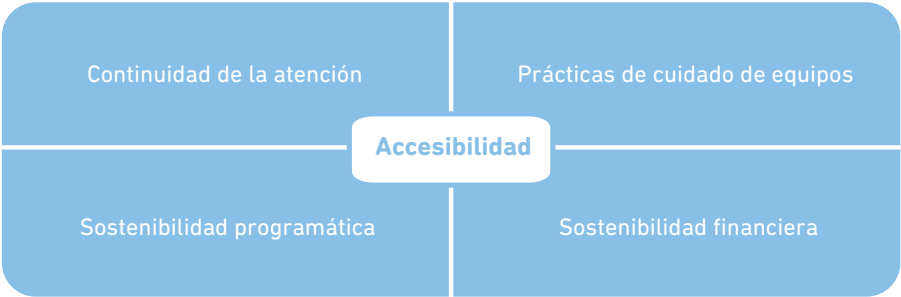 Continuidad de la atención
Prácticas de cuidado de equipos
Accesibilidad
Sostenibilidad programática
Sostenibilidad financiera